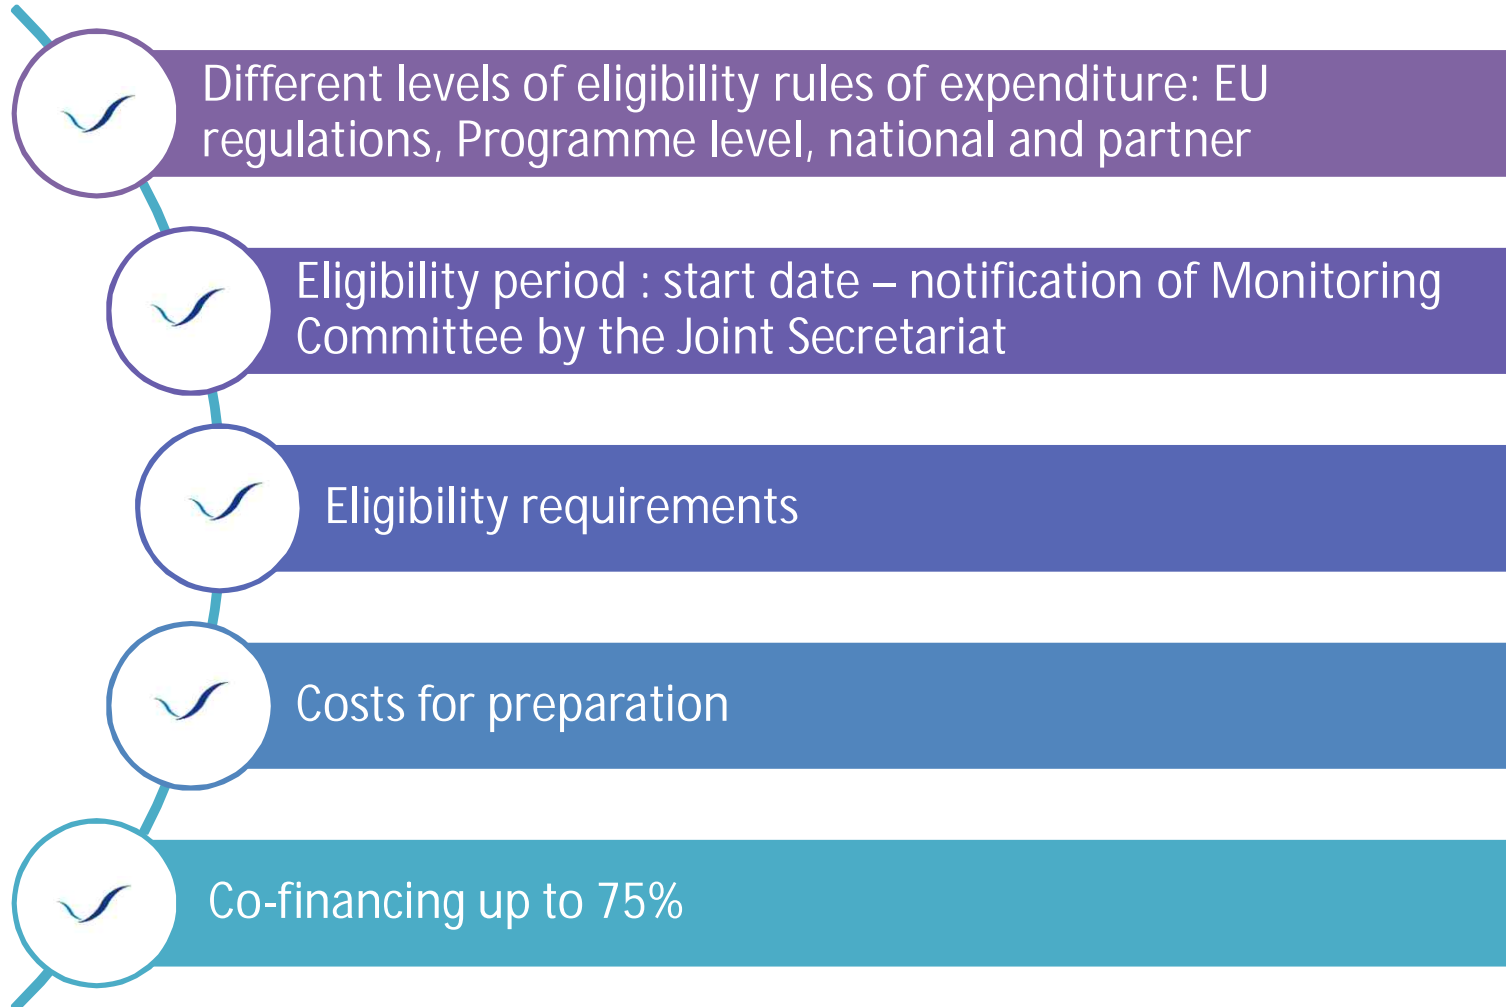 Different levels of eligibility rules of expenditure: EU
regulations, Programme level, national and partner
Eligibility period : start date – notification of Monitoring
Committee by the Joint Secretariat
Eligibility requirements
Costs for preparation
Co-financing up to 75%